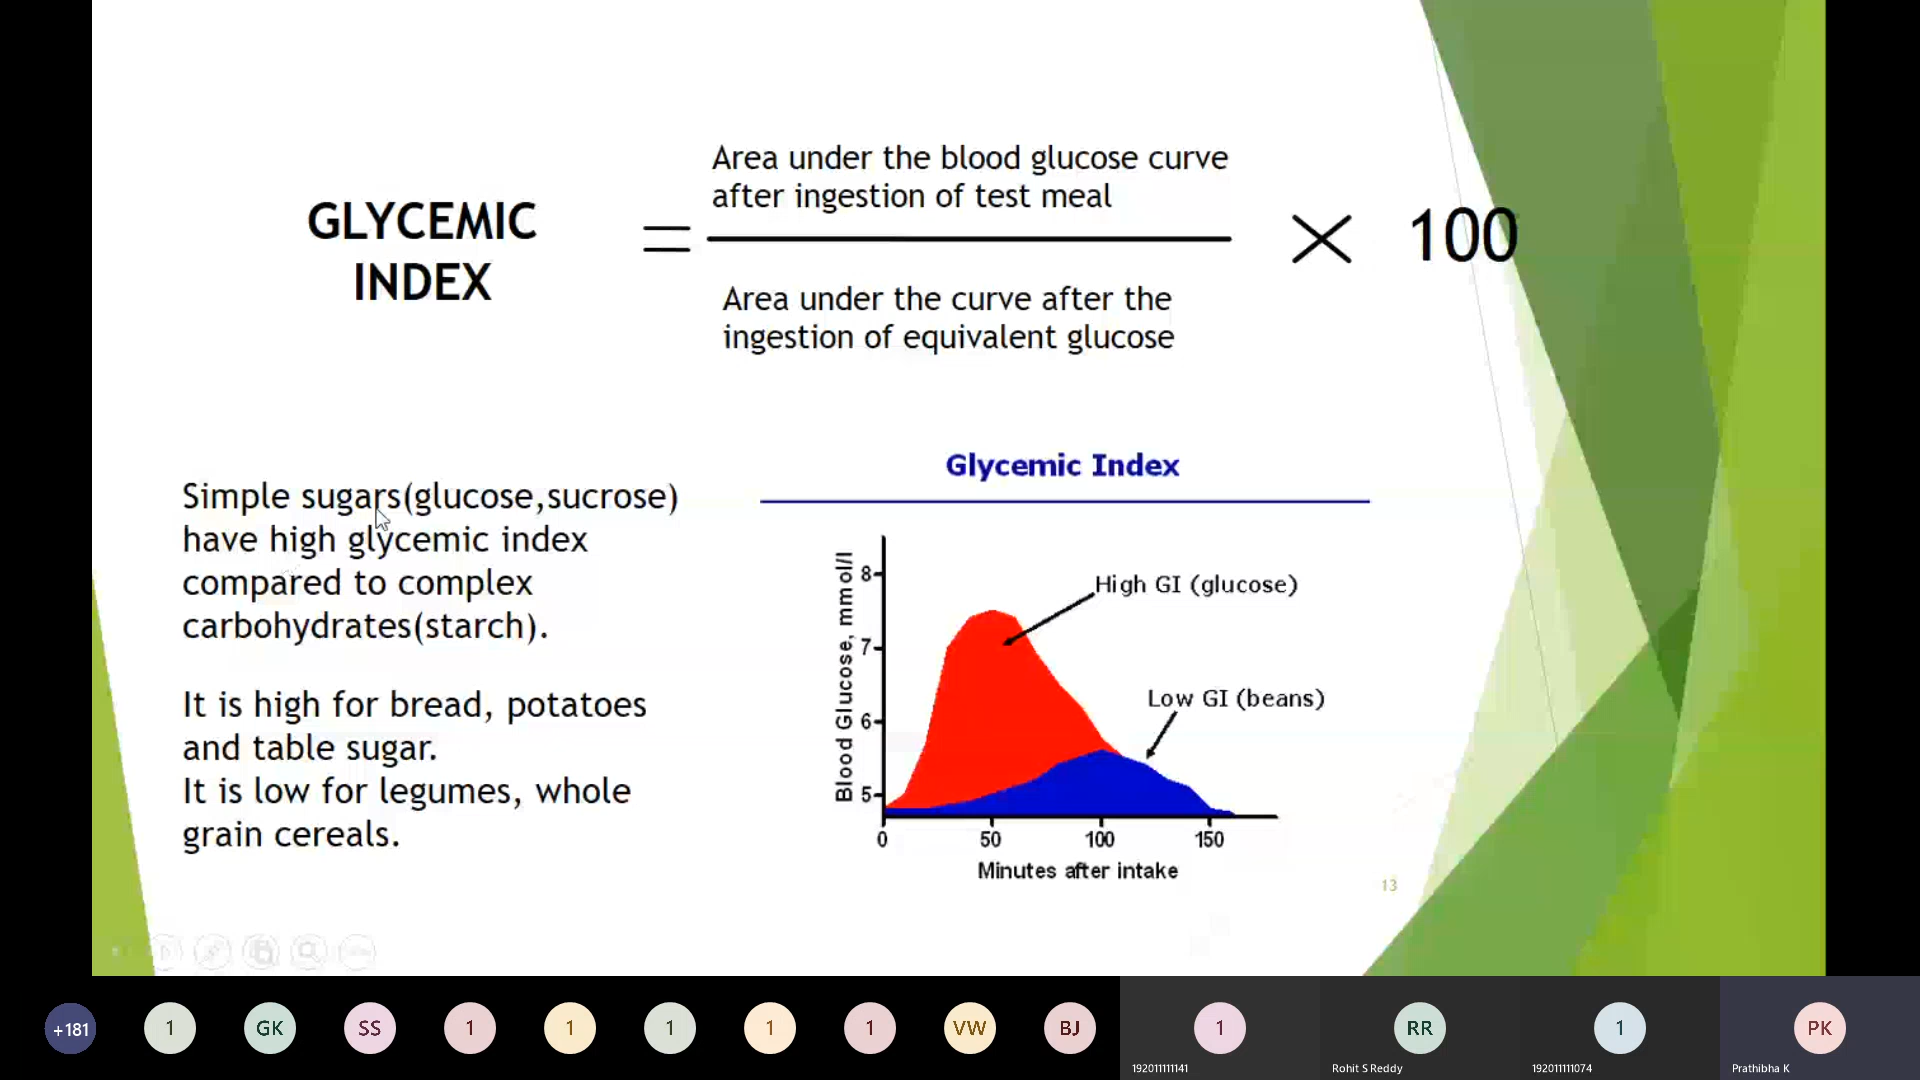 Area under the blood glucose curve
after ingestion of test meal
GLYCEMIC
INDEX
=
× 100
Area under the curve after the
ingestion of equivalent glucose
Simple sugars(glucose,sucrose)
have high glycemic index
compared to complex
carbohydrates(starch).
It is high for bread, potatoes
and table sugar.
It is low for legumes, whole
grain cereals.
Glycemic Index
Blood Glucose, mmol/l
8
7
6
5
High GI (glucose)
Low GI (beans)
0 50 100 150
Minutes after intake
13
+181 1 GK SS 1 1 1 1 1 VW BJ 1 RR 1 PK
192011111141 Rohit S Reddy 192011111074 Prathibha K